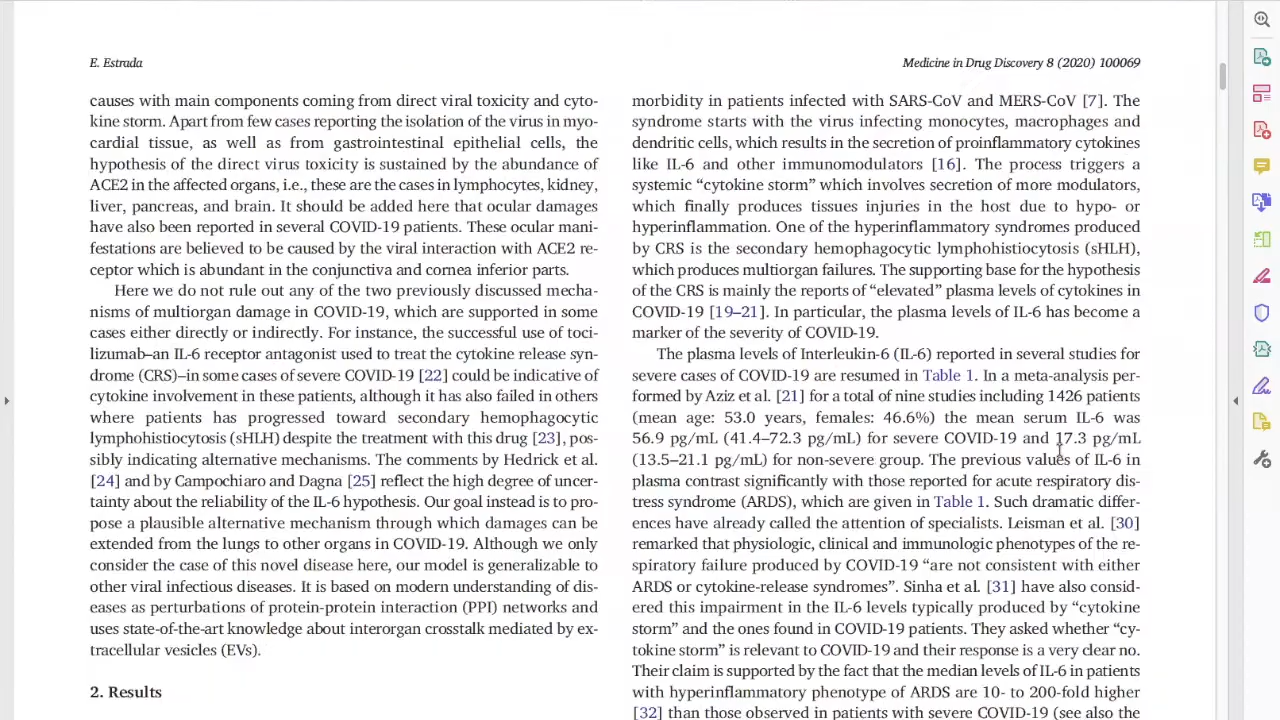 E. Estrada
Medicine in Drug Discovery 8 (2020) 100069
causes with main components coming from direct viral toxicity and cyto-
kine storm. Apart from few cases reporting the isolation of the virus in myo-
cardial tissue, as well as from gastrointestinal epithelial cells, the
hypothesis of the direct virus toxicity is sustained by the abundance of
ACE2 in the affected organs, i.e., these are the cases in lymphocytes, kidney,
liver, pancreas, and brain. It should be added here that ocular damages
have also been reported in several COVID-19 patients. These ocular mani-
festations are believed to be caused by the viral interaction with ACE2 re-
ceptor which is abundant in the conjunctiva and cornea inferior parts.
Here we do not rule out any of the two previously discussed mecha-
nisms of multiorgan damage in COVID-19, which are supported in some
cases either directly or indirectly. For instance, the successful use of toci-
lizumab–an IL-6 receptor antagonist used to treat the cytokine release syn-
drome (CRS)–in some cases of severe COVID-19 [22] could be indicative of
cytokine involvement in these patients, although it has also failed in others
where patients has progressed toward secondary hemophagocytic
lymphohistiocytosis (sHLH) despite the treatment with this drug [23], pos-
sibly indicating alternative mechanisms. The comments by Hedrick et al.
[24] and by Campochiaro and Dagna [25] reflect the high degree of uncer-
tainty about the reliability of the IL-6 hypothesis. Our goal instead is to pro-
pose a plausible alternative mechanism through which damages can be
extended from the lungs to other organs in COVID-19. Although we only
consider the case of this novel disease here, our model is generalizable to
other viral infectious diseases. It is based on modern understanding of dis-
eases as perturbations of protein-protein interaction (PPI) networks and
uses state-of-the-art knowledge about interorgan crosstalk mediated by ex-
tracellular vesicles (EVs).
2. Results
morbidity in patients infected with SARS-CoV and MERS-CoV [7]. The
syndrome starts with the virus infecting monocytes, macrophages and
dendritic cells, which results in the secretion of proinflammatory cytokines
like IL-6 and other immunomodulators [16]. The process triggers a
systemic “cytokine storm” which involves secretion of more modulators,
which finally produces tissues injuries in the host due to hypo- or
hyperinflammation. One of the hyperinflammatory syndromes produced
by CRS is the secondary hemophagocytic lymphohistiocytosis (sHLH),
which produces multiorgan failures. The supporting base for the hypothesis
of the CRS is mainly the reports of “elevated” plasma levels of cytokines in
COVID-19 [19–21]. In particular, the plasma levels of IL-6 has become a
marker of the severity of COVID-19.
The plasma levels of Interleukin-6 (IL-6) reported in several studies for
severe cases of COVID-19 are resumed in Table 1. In a meta-analysis per-
formed by Aziz et al. [21] for a total of nine studies including 1426 patients
(mean age: 53.0 years, females: 46.6%) the mean serum IL-6 was
56.9 pg/mL (41.4–72.3 pg/mL) for severe COVID-19 and 17.3 pg/mL
(13.5–21.1 pg/mL) for non-severe group. The previous values of IL-6 in
plasma contrast significantly with those reported for acute respiratory dis-
tress syndrome (ARDS), which are given in Table 1. Such dramatic differ-
ences have already called the attention of specialists. Leisman et al. [30]
remarked that physiologic, clinical and immunologic phenotypes of the re-
spiratory failure produced by COVID-19 “are not consistent with either
ARDS or cytokine-release syndromes”. Sinha et al. [31] have also consid-
ered this impairment in the IL-6 levels typically produced by “cytokine
storm” and the ones found in COVID-19 patients. They asked whether “cy-
tokine storm” is relevant to COVID-19 and their response is a very clear no.
Their claim is supported by the fact that the median levels of IL-6 in patients
with hyperinflammatory phenotype of ARDS are 10- to 200-fold higher
[32] than those observed in patients with severe COVID-19 (see also the